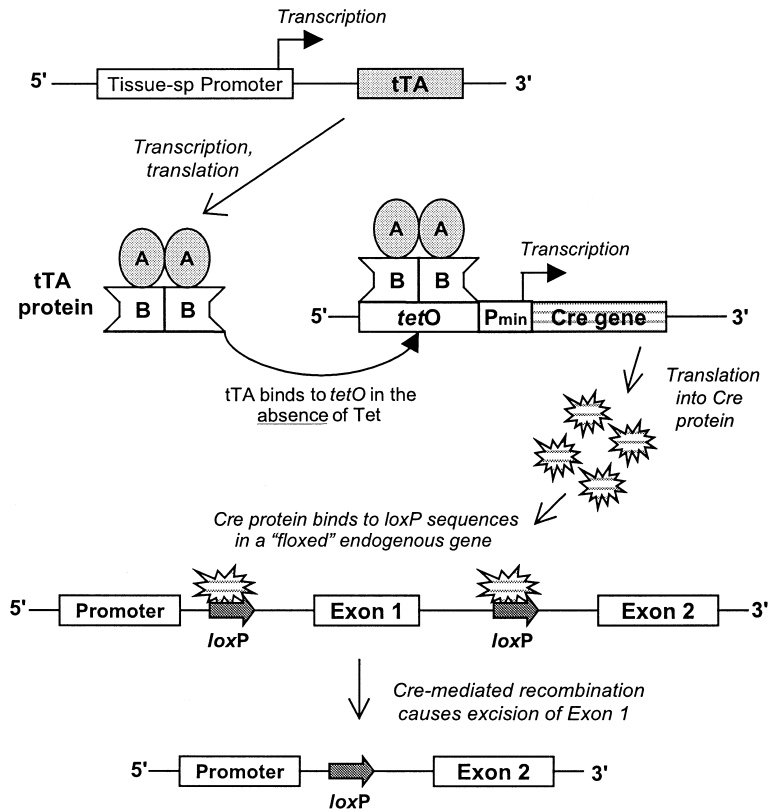 Transcription
5' Tissue-sp Promoter tTA 3'
Transcription,
translation
A A
B B
tTA
protein
A A
B B
Transcription
5' tetO Pmin Cre gene 3'
tTA binds to tetO in the
absence of Tet
Translation
into Cre
protein
Cre protein binds to loxP sequences
in a “floxed” endogenous gene
5' Promoter Exon 1 Exon 2 3'
loxP loxP
Cre-mediated recombination
causes excision of Exon 1
5' Promoter Exon 2 3'
loxP